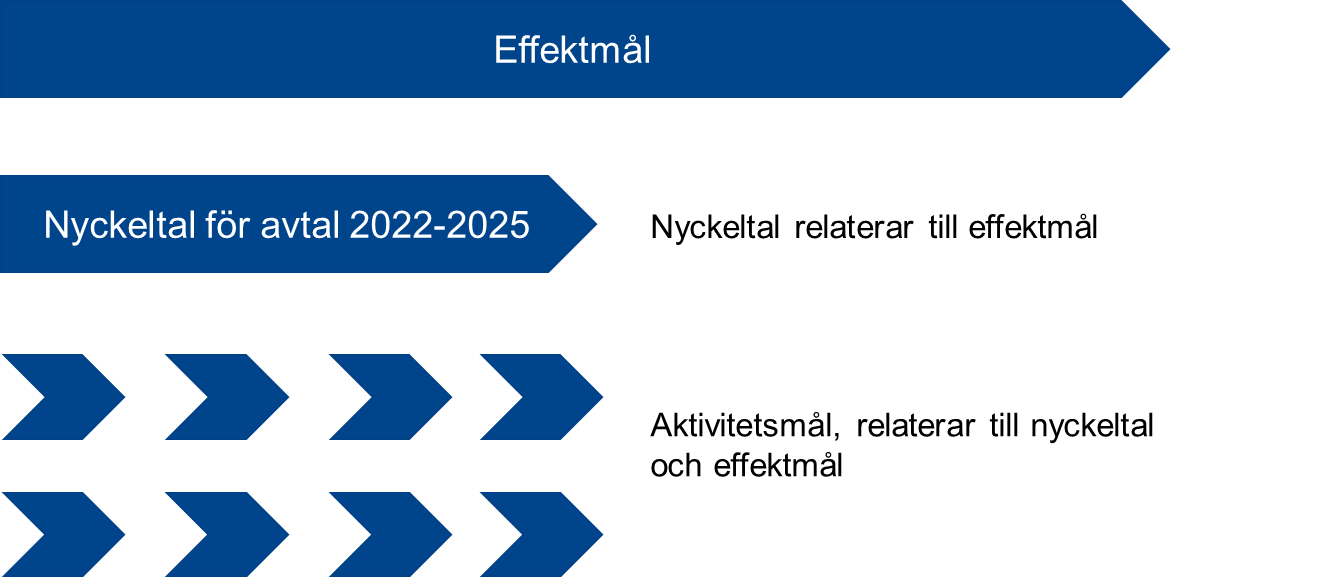 Effektmål
Nyckeltal för avtal 2022-2025
Nyckeltal relaterar till effektmål
Aktivitetsmål, relaterar till nyckeltal
och effektmål